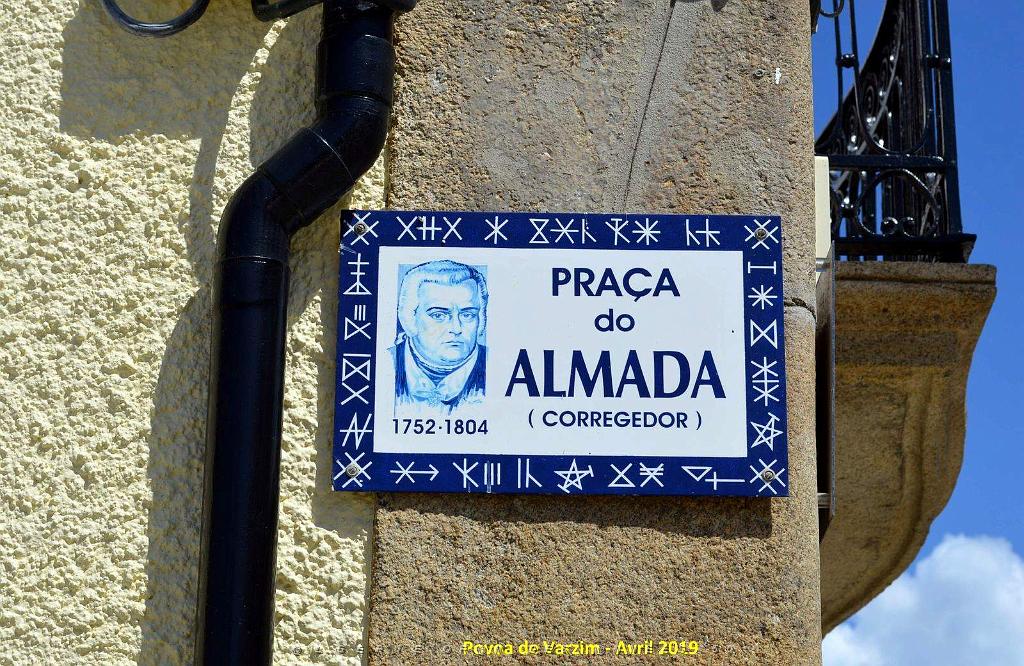 PRAÇA
do
ALMADA
( CORREGEDOR )
1752·1804
Povoa de Varzim - Avril 2019